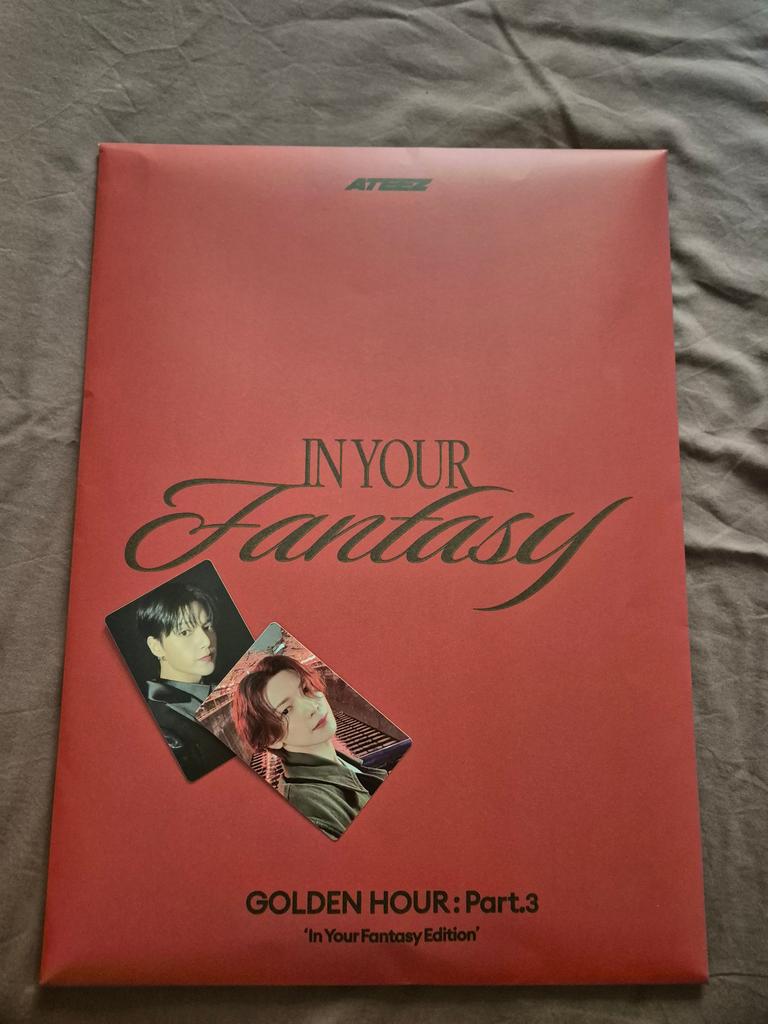 ATEEZ
IN YOUR
Fantasy
GOLDEN HOUR : Part.3
‘In Your Fantasy Edition’